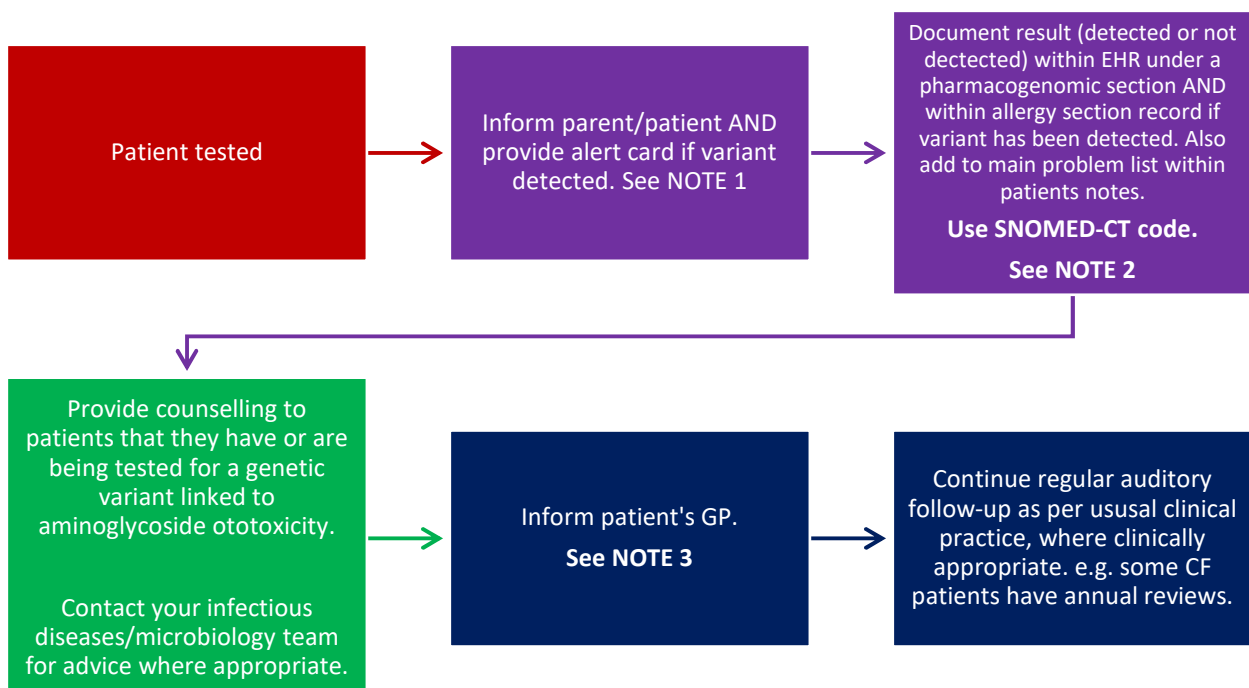 Patient tested
Inform parent/patient AND
provide alert card if variant
detected. See NOTE 1
Document result (detected or not
dectected) within EHR under a
pharmacogenomic section AND
within allergy section record if
variant has been detected. Also
add to main problem list within
patients notes.
Use SNOMED-CT code.
See NOTE 2
Provide counselling to
patients that they have or are
being tested for a genetic
variant linked to
aminoglycoside ototoxicity.
Contact your infectious
diseases/microbiology team
for advice where appropriate.
Inform patient's GP.
See NOTE 3
Continue regular auditory
follow-up as per ususal clinical
practice, where clinically
appropriate. e.g. some CF
patients have annual reviews.